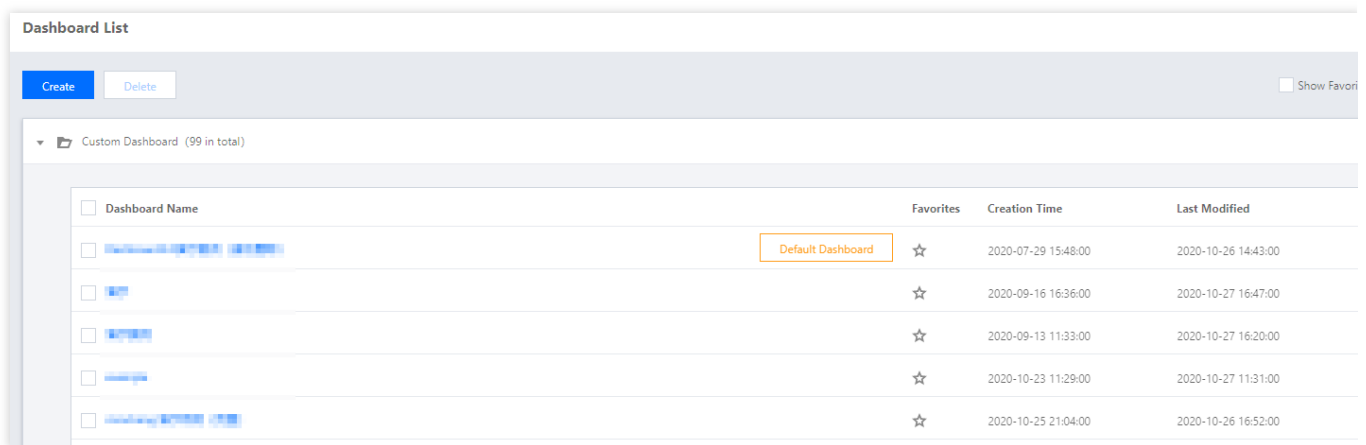 Dashboard List
Create Delete Show Favori
Custom Dashboard (99 in total)
Dashboard Name Favorites Creation Time Last Modified
Default Dashboard 2020-07-29 15:48:00 2020-10-26 14:43:00
2020-09-16 16:36:00 2020-10-27 16:47:00
2020-09-13 11:33:00 2020-10-27 16:20:00
2020-10-23 11:29:00 2020-10-27 11:31:00
2020-10-25 21:04:00 2020-10-26 16:52:00